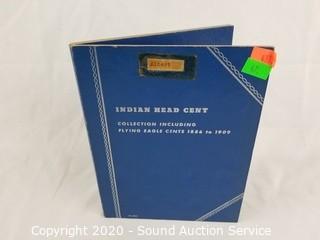 INDIAN HEAD CENT
COLLECTION INCLUDING
FLYING EAGLE CENTS 1856 to 1909
Copyright 2020 - Sound Auction Service